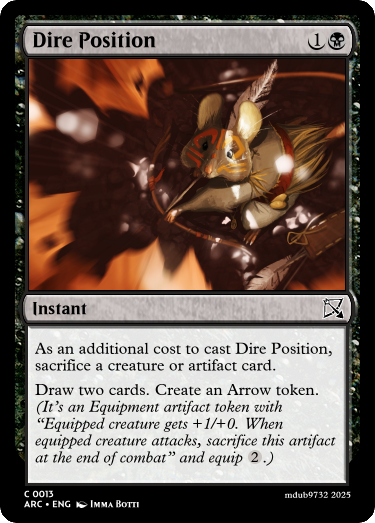 Dire Position 1
Instant
As an additional cost to cast Dire Position,
sacrifice a creature or artifact card.
Draw two cards. Create an Arrow token.
(It's an Equipment artifact token with
“Equipped creature gets +1/+0. When
equipped creature attacks, sacrifice this artifact
at the end of combat” and equip 2.)
C 0013
mdub9732 2025
ARC • ENG Imma Botti